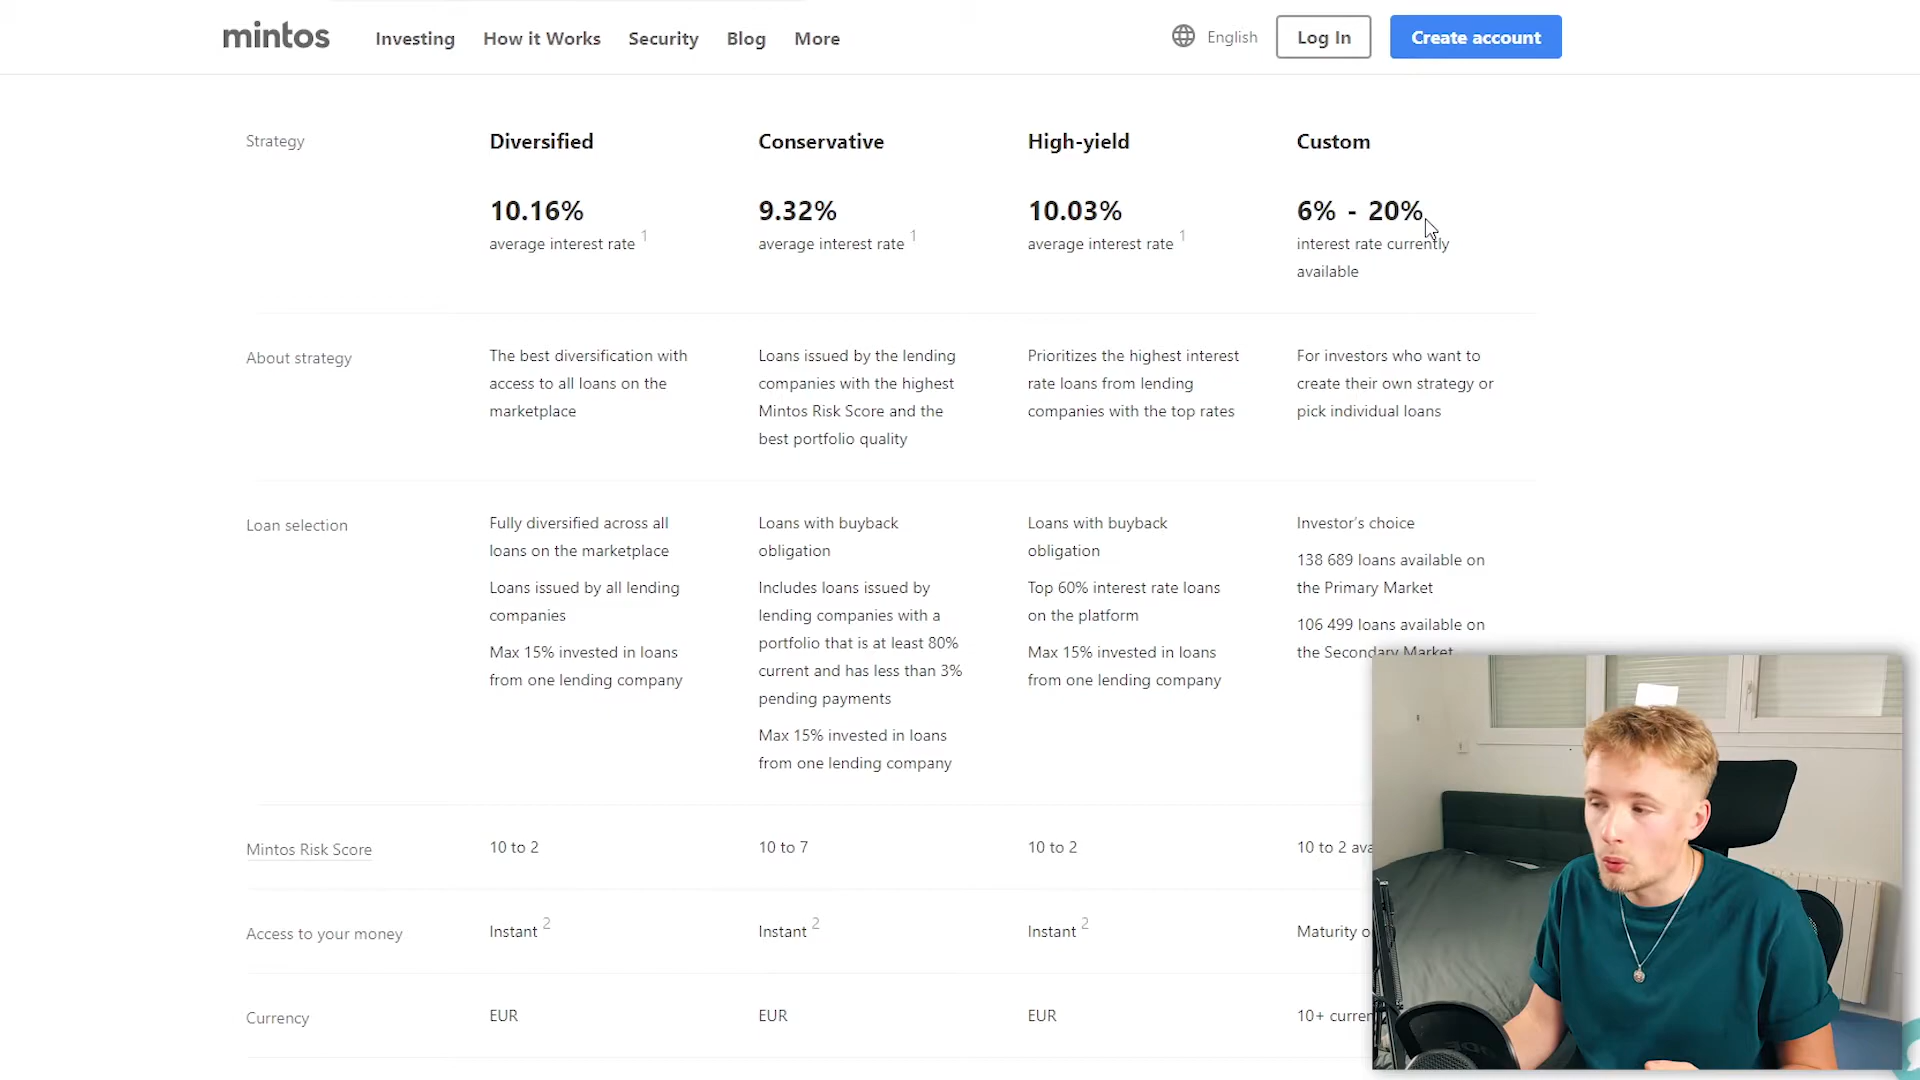 mintos
Investing
How it Works
Security
Blog
More
English
Log In
Create account
Strategy
Diversified
Conservative
High-yield
Custom
10.16%
average interest rate 1
9.32%
average interest rate 1
10.03%
average interest rate 1
6% - 20%
interest rate currently
available
About strategy
The best diversification with
access to all loans on the
marketplace
Loans issued by the lending
companies with the highest
Mintos Risk Score and the
best portfolio quality
Prioritizes the highest interest
rate loans from lending
companies with the top rates
For investors who want to
create their own strategy or
pick individual loans
Loan selection
Fully diversified across all
loans on the marketplace
Loans issued by all lending
companies
Max 15% invested in loans
from one lending company
Loans with buyback
obligation
Includes loans issued by
lending companies with a
portfolio that is at least 80%
current and has less than 3%
pending payments
Max 15% invested in loans
from one lending company
Loans with buyback
obligation
Top 60% interest rate loans
on the platform
Max 15% invested in loans
from one lending company
Investor's choice
138 689 loans available on
the Primary Market
106 499 loans available on
the Secondary Market
Mintos Risk Score
10 to 2
10 to 7
10 to 2
10 to 2
Access to your money
Instant 2
Instant 2
Instant 2
Maturity
Currency
EUR
EUR
EUR
10+